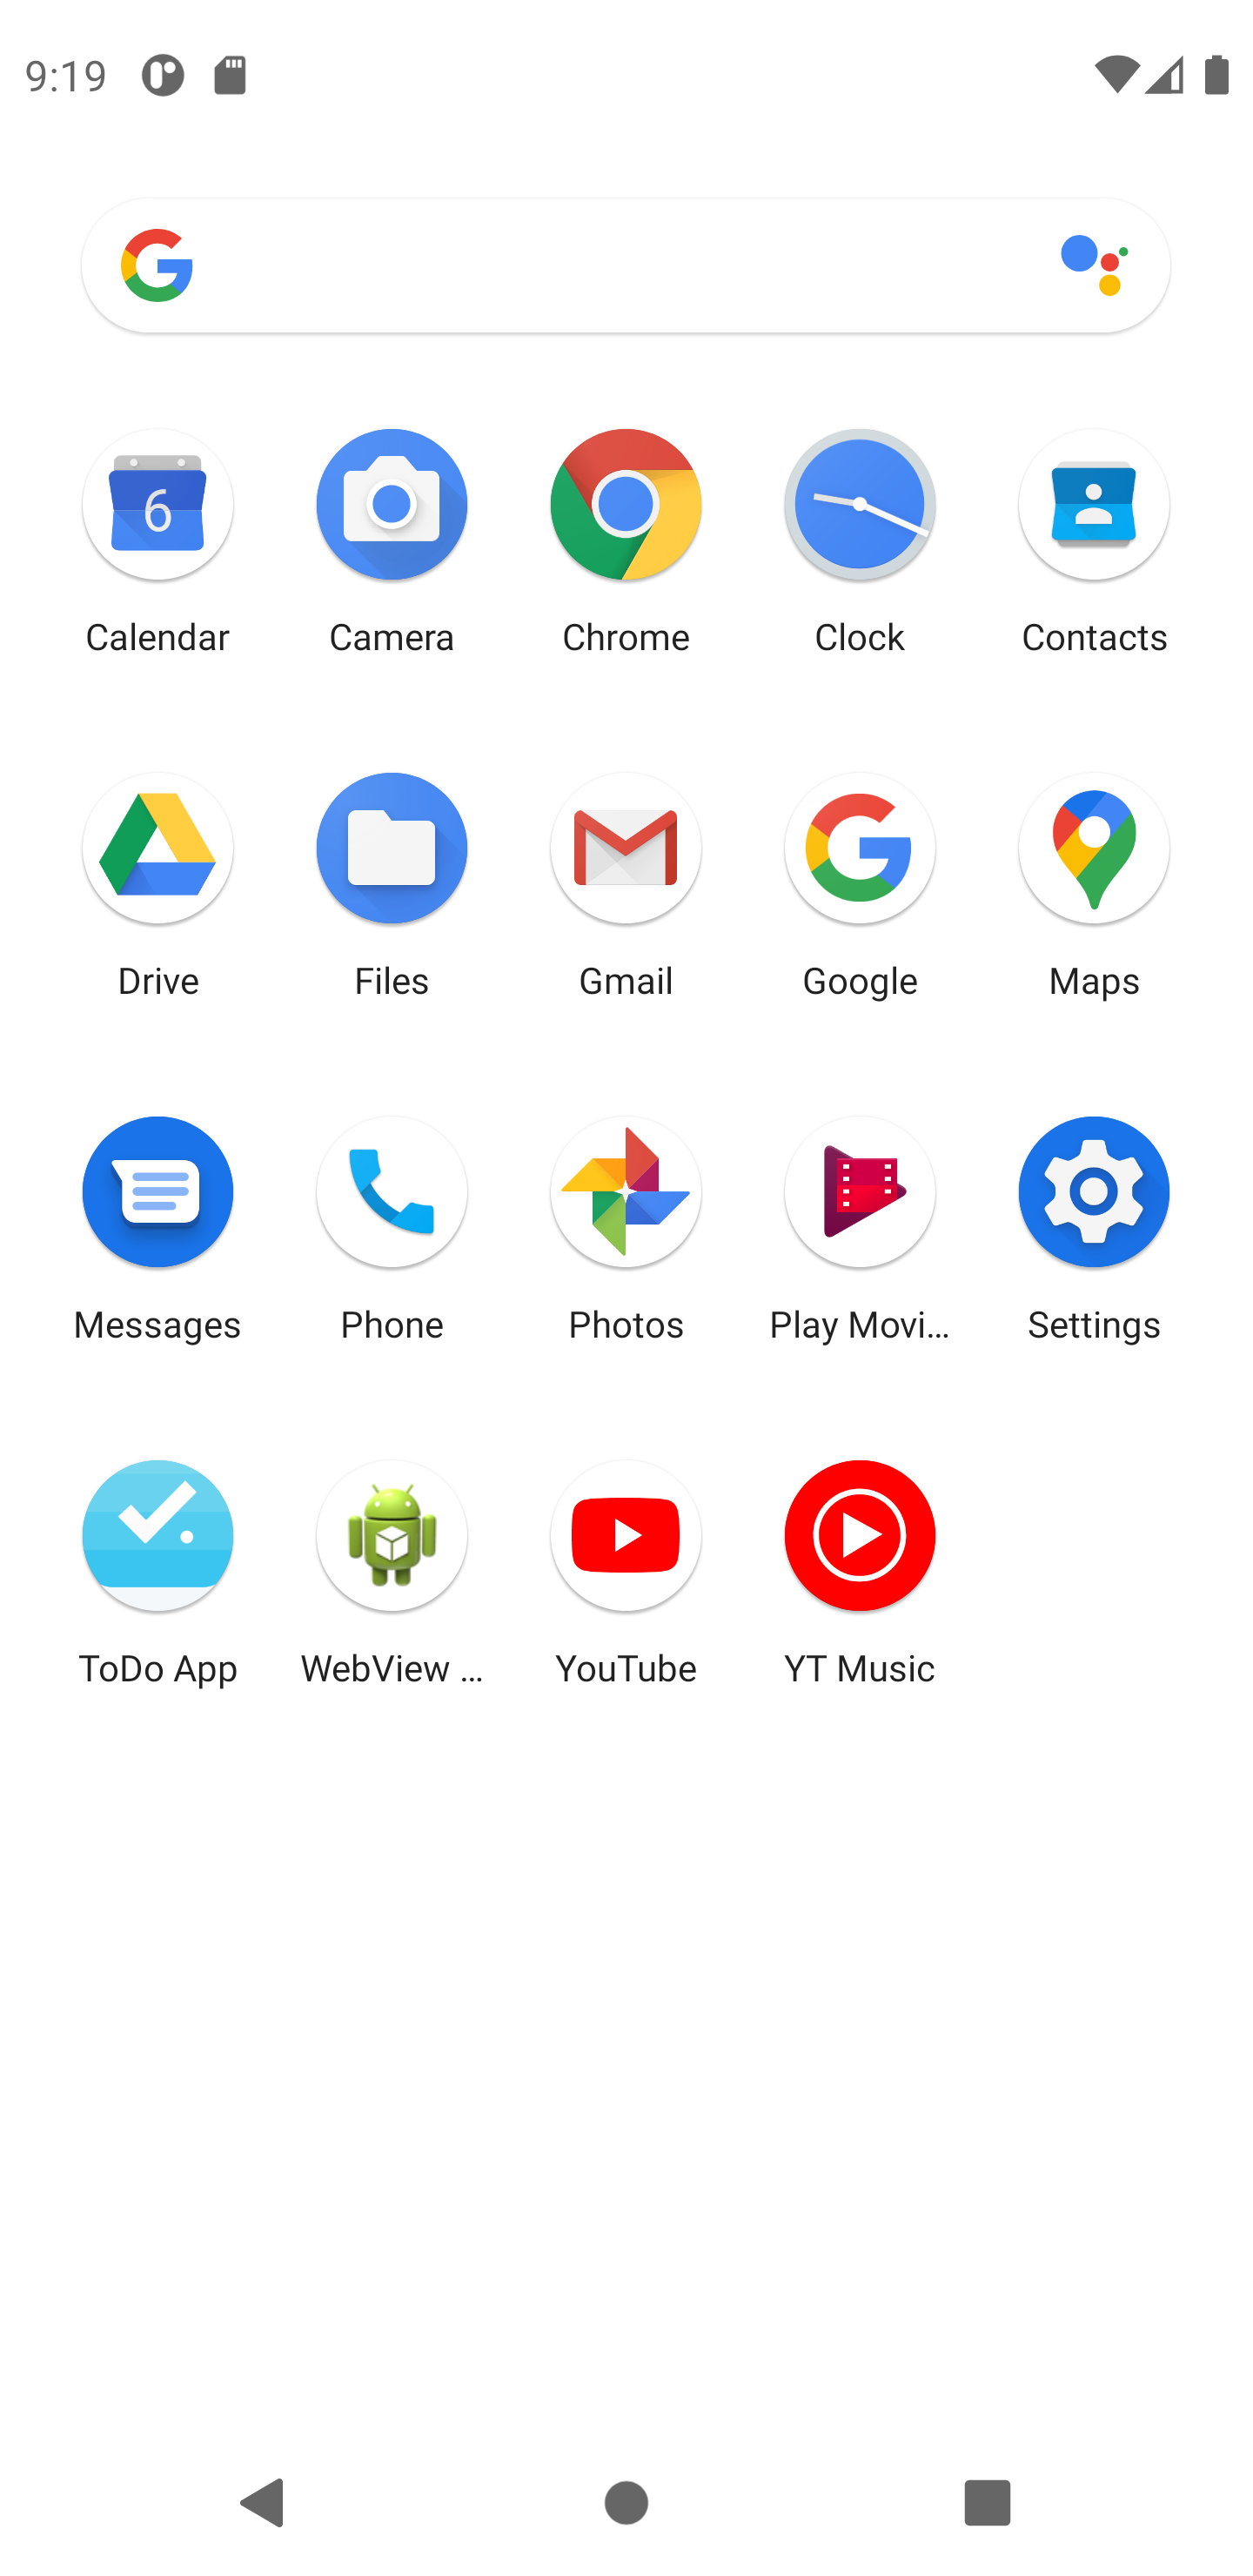 9:19
6
Calendar Camera Chrome Clock Contacts
Drive Files Gmail Google Maps
Messages Phone Photos Play Movi... Settings
ToDo App WebView ... YouTube YT Music